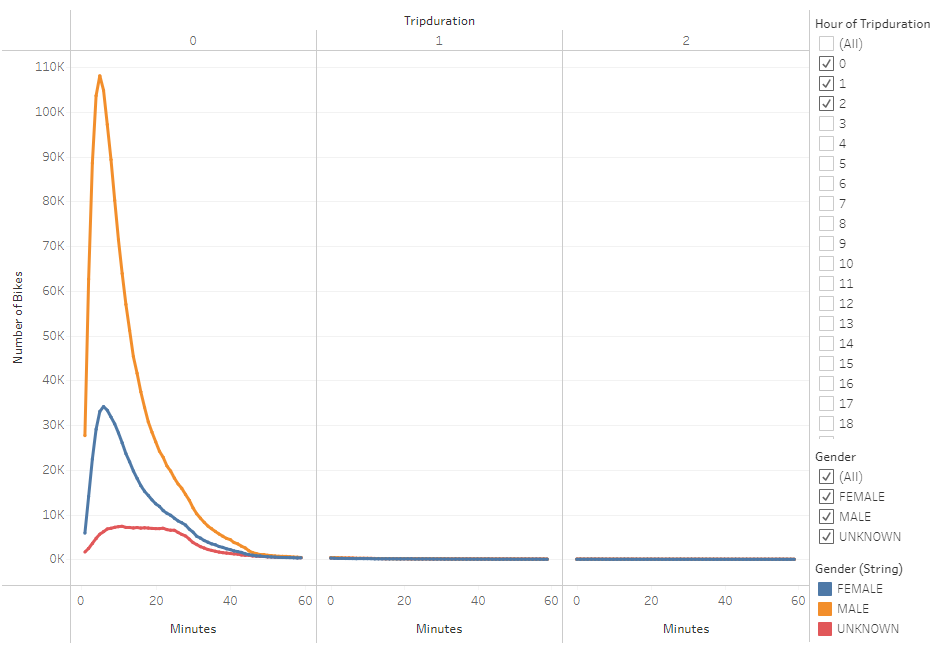 Tripduration
0 1 2
110K
100K
90K
80K
70K
60K
50K
40K
30K
20K
10K
0K
Number of Bikes
0 20 40 60 0 20 40 60 0 20 40 60
Minutes Minutes Minutes
Hour of Tripduration
(All)
0
1
2
3
4
5
6
7
8
9
10
11
12
13
14
15
16
17
18
Gender
(All)
FEMALE
MALE
UNKNOWN
Gender (String)
FEMALE
MALE
UNKNOWN